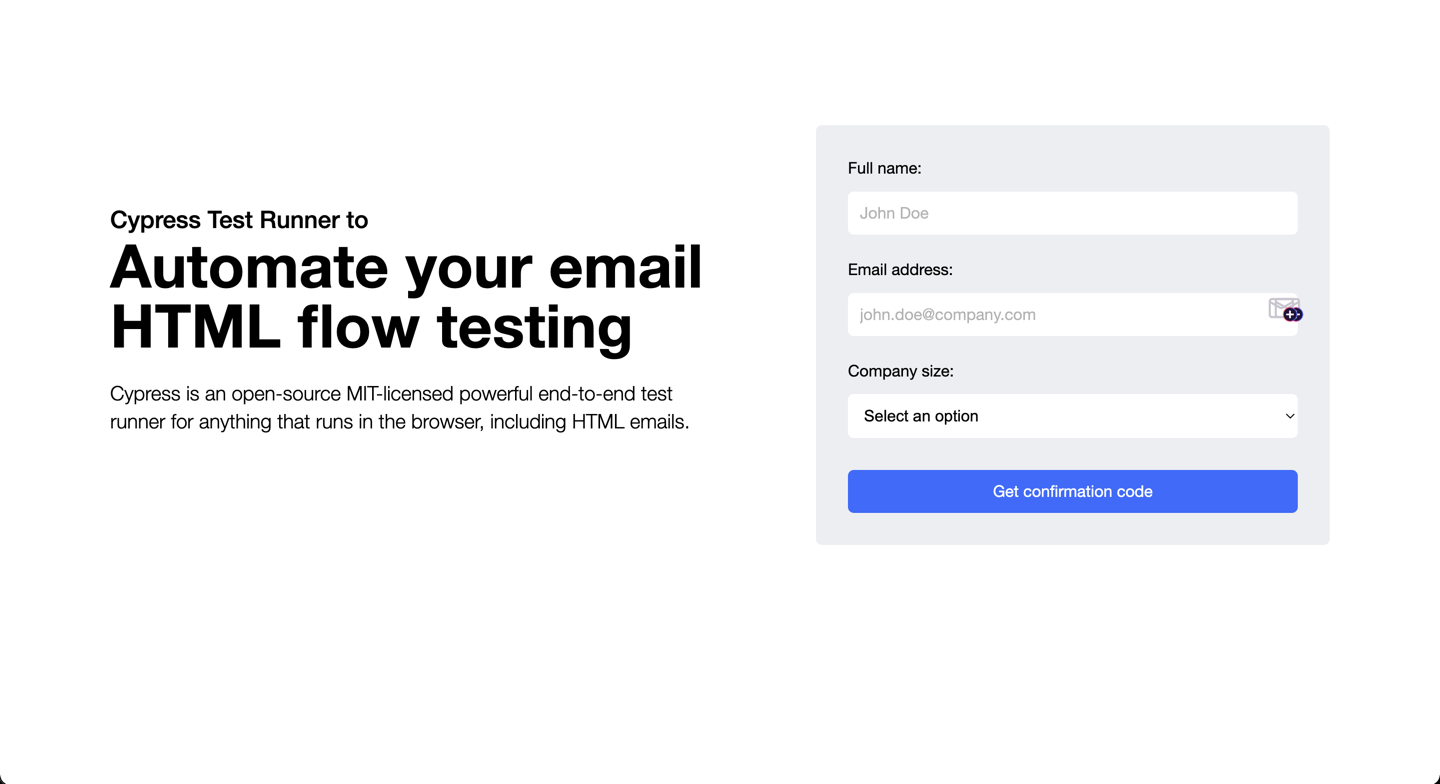 Cypress Test Runner to
Automate your email
HTML flow testing
Cypress is an open-source MIT-licensed powerful end-to-end test
runner for anything that runs in the browser, including HTML emails.
Full name:
John Doe
Email address:
john.doe@company.com
Company size:
Select an option
Get confirmation code